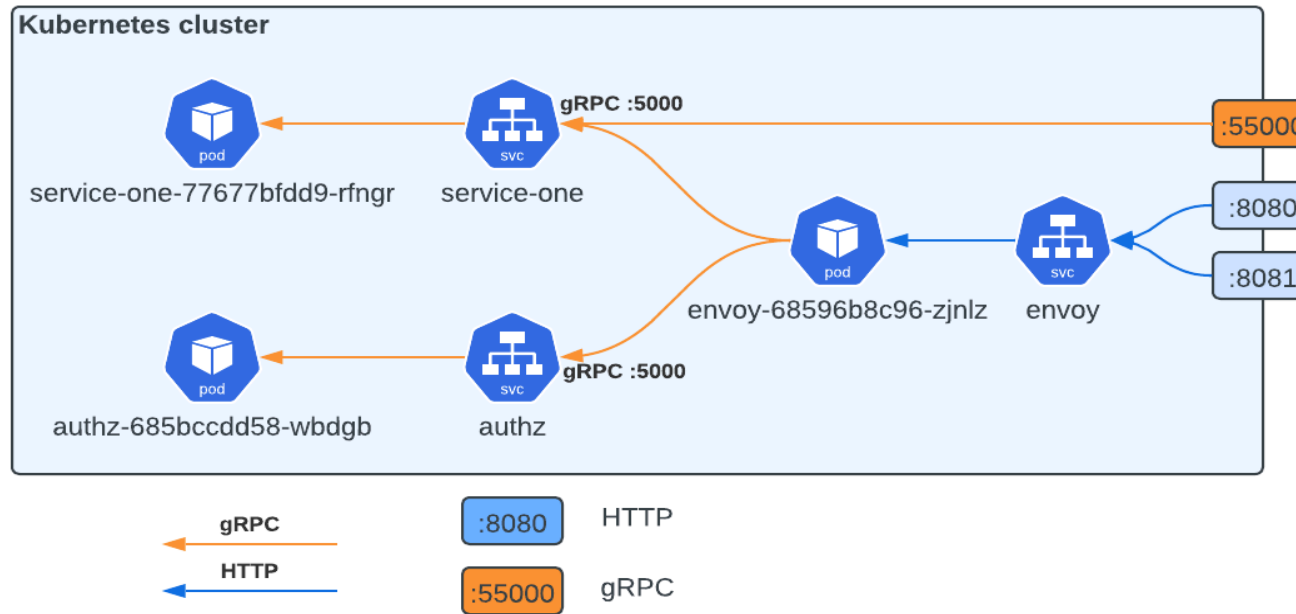 Kubernetes cluster
gRPC :5000
:55000
pod
svc
service-one-77677bfdd9-rfngr
service-one
:8080
pod
svc
:8081
envoy-68596b8c96-zjnlz
envoy
gRPC :5000
pod
svc
authz-685bccdd58-wbdgb
authz
gRPC
:8080
HTTP
HTTP
:55000
gRPC